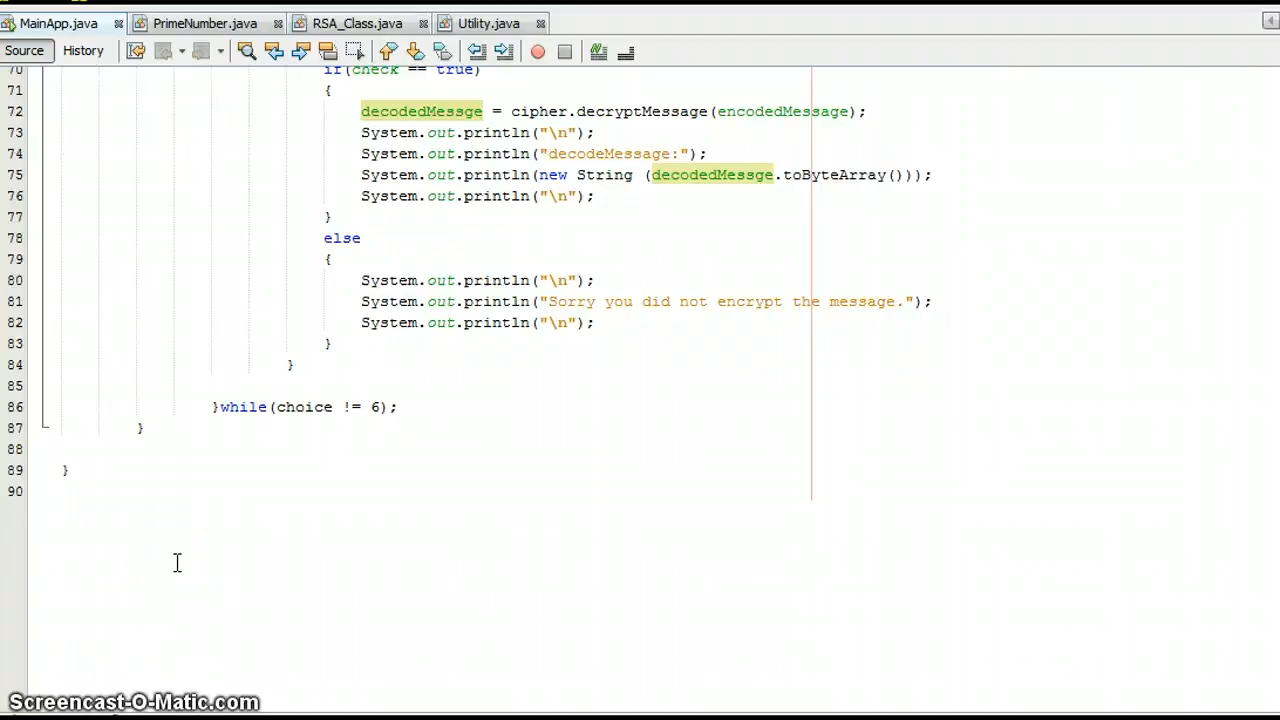 MainApp.java PrimeNumber.java RSA_Class.java Utility.java
Source History
70 if(check == true)
71 {
72 decodedMessge = cipher.decryptMessage(encodedMessage);
73 System.out.println("\n");
74 System.out.println("decodeMessage:");
75 System.out.println(new String (decodedMessge.toByteArray()));
76 System.out.println("\n");
77 }
78 else
79 {
80 System.out.println("\n");
81 System.out.println("Sorry you did not encrypt the message.");
82 System.out.println("\n");
83 }
84 }
85
86 }while(choice != 6);
87 }
88
89 }
90
Screencast-O-Matic.com